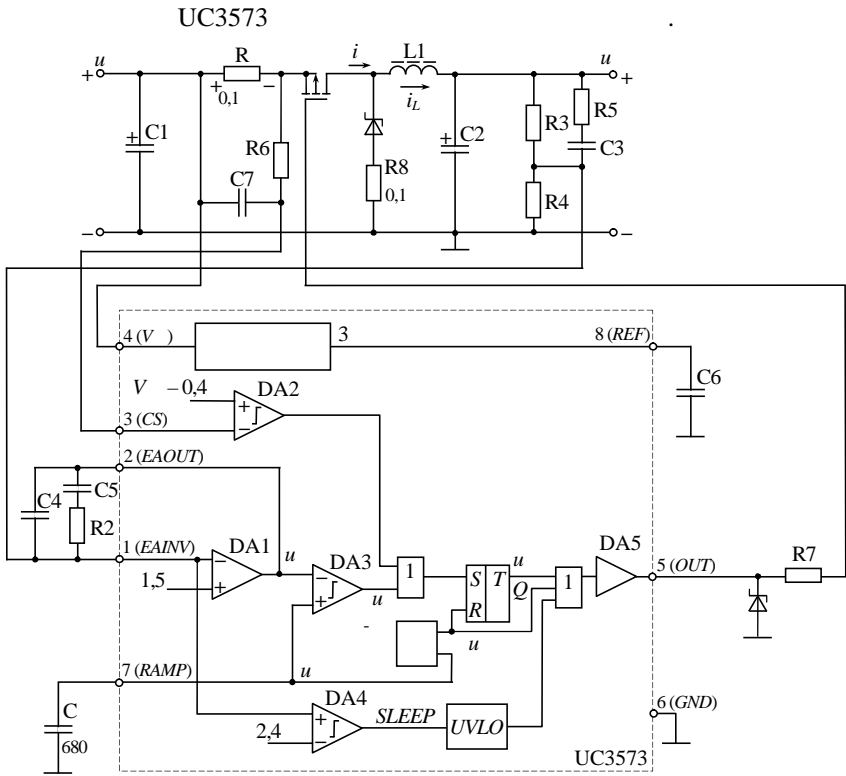 UC3573
.
u
R
i
L1
u
+
+
0,1
−
iL
+
C1
+
R6
C7
R8
0,1
+
C2
R3
R5
C3
R4
−
−
4 (V )
3
8 (REF)
C6
V −0,4
DA2
+
−
3 (CS)
2 (EAOUT)
C4
C5
R2
1 (EAINV)
DA1
−
+
1,5
u
DA3
−
+
u
1
S
R
T
u
Q
1
DA5
5 (OUT)
R7
-
u
7 (RAMP)
u
C
680
DA4
+
−
2,4
SLEEP
UVLO
6 (GND)
UC3573